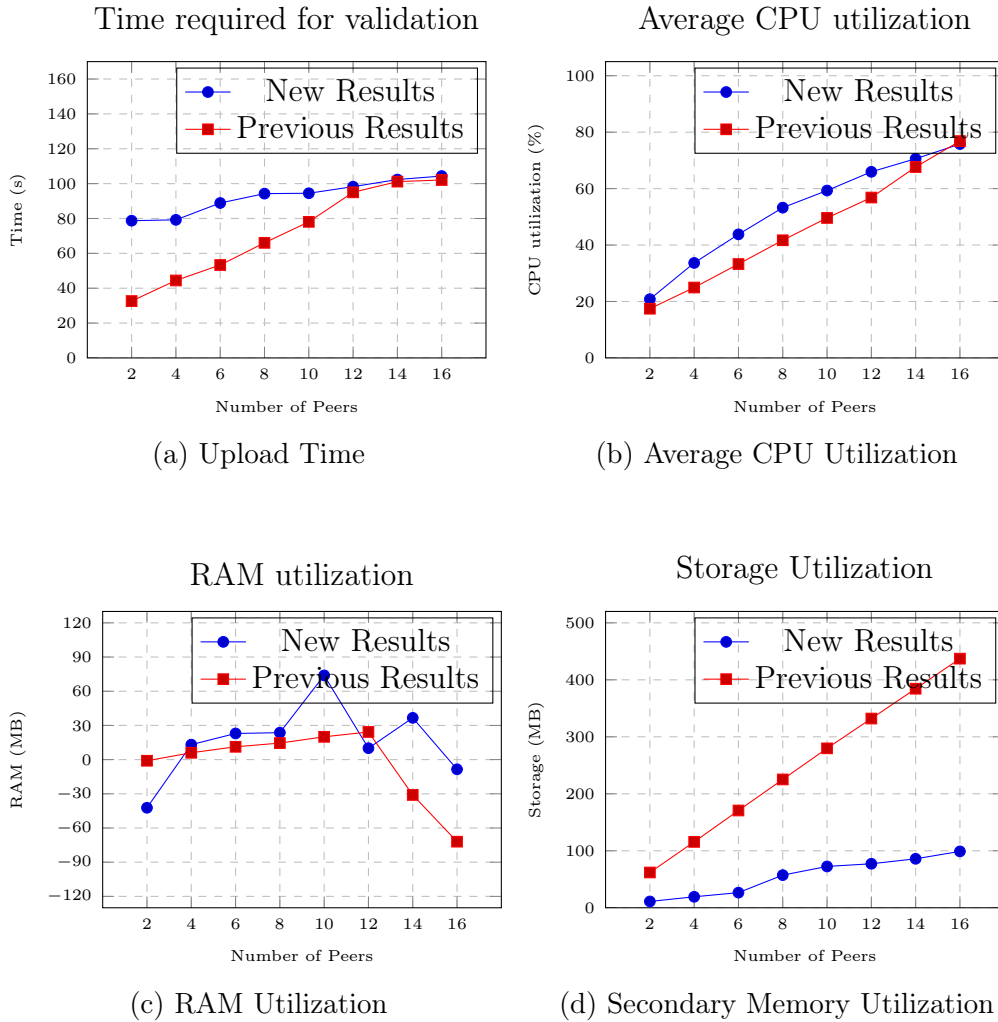 Time required for validation
170
160
140
120
100
80
60
40
20
0
Time (s)
New Results
Previous Results
2 4 6 8 10 12 14 16
Number of Peers
(a) Upload Time
Average CPU utilization
100
80
60
40
20
0
CPU utilization (%)
New Results
Previous Results
2 4 6 8 10 12 14 16
Number of Peers
(b) Average CPU Utilization
RAM utilization
120
90
60
30
0
−30
−60
−90
−120
RAM (MB)
New Results
Previous Results
2 4 6 8 10 12 14 16
Number of Peers
(c) RAM Utilization
Storage Utilization
500
400
300
200
100
0
Storage (MB)
New Results
Previous Results
2 4 6 8 10 12 14 16
Number of Peers
(d) Secondary Memory Utilization